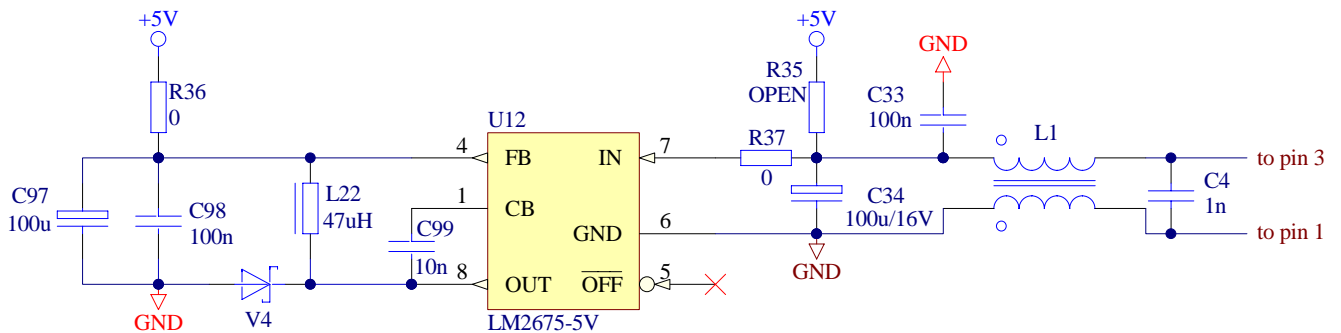 +5V
R36
0
C97
100u
C98
100n
GND
V4
L22
47uH
C99
10n
U12
4
FB
1
CB
8
OUT
IN
7
GND
6
OFF
5
LM2675-5V
+5V
R35
OPEN
R37
0
C34
100u/16V
GND
GND
C33
100n
L1
C4
1n
to pin 3
to pin 1